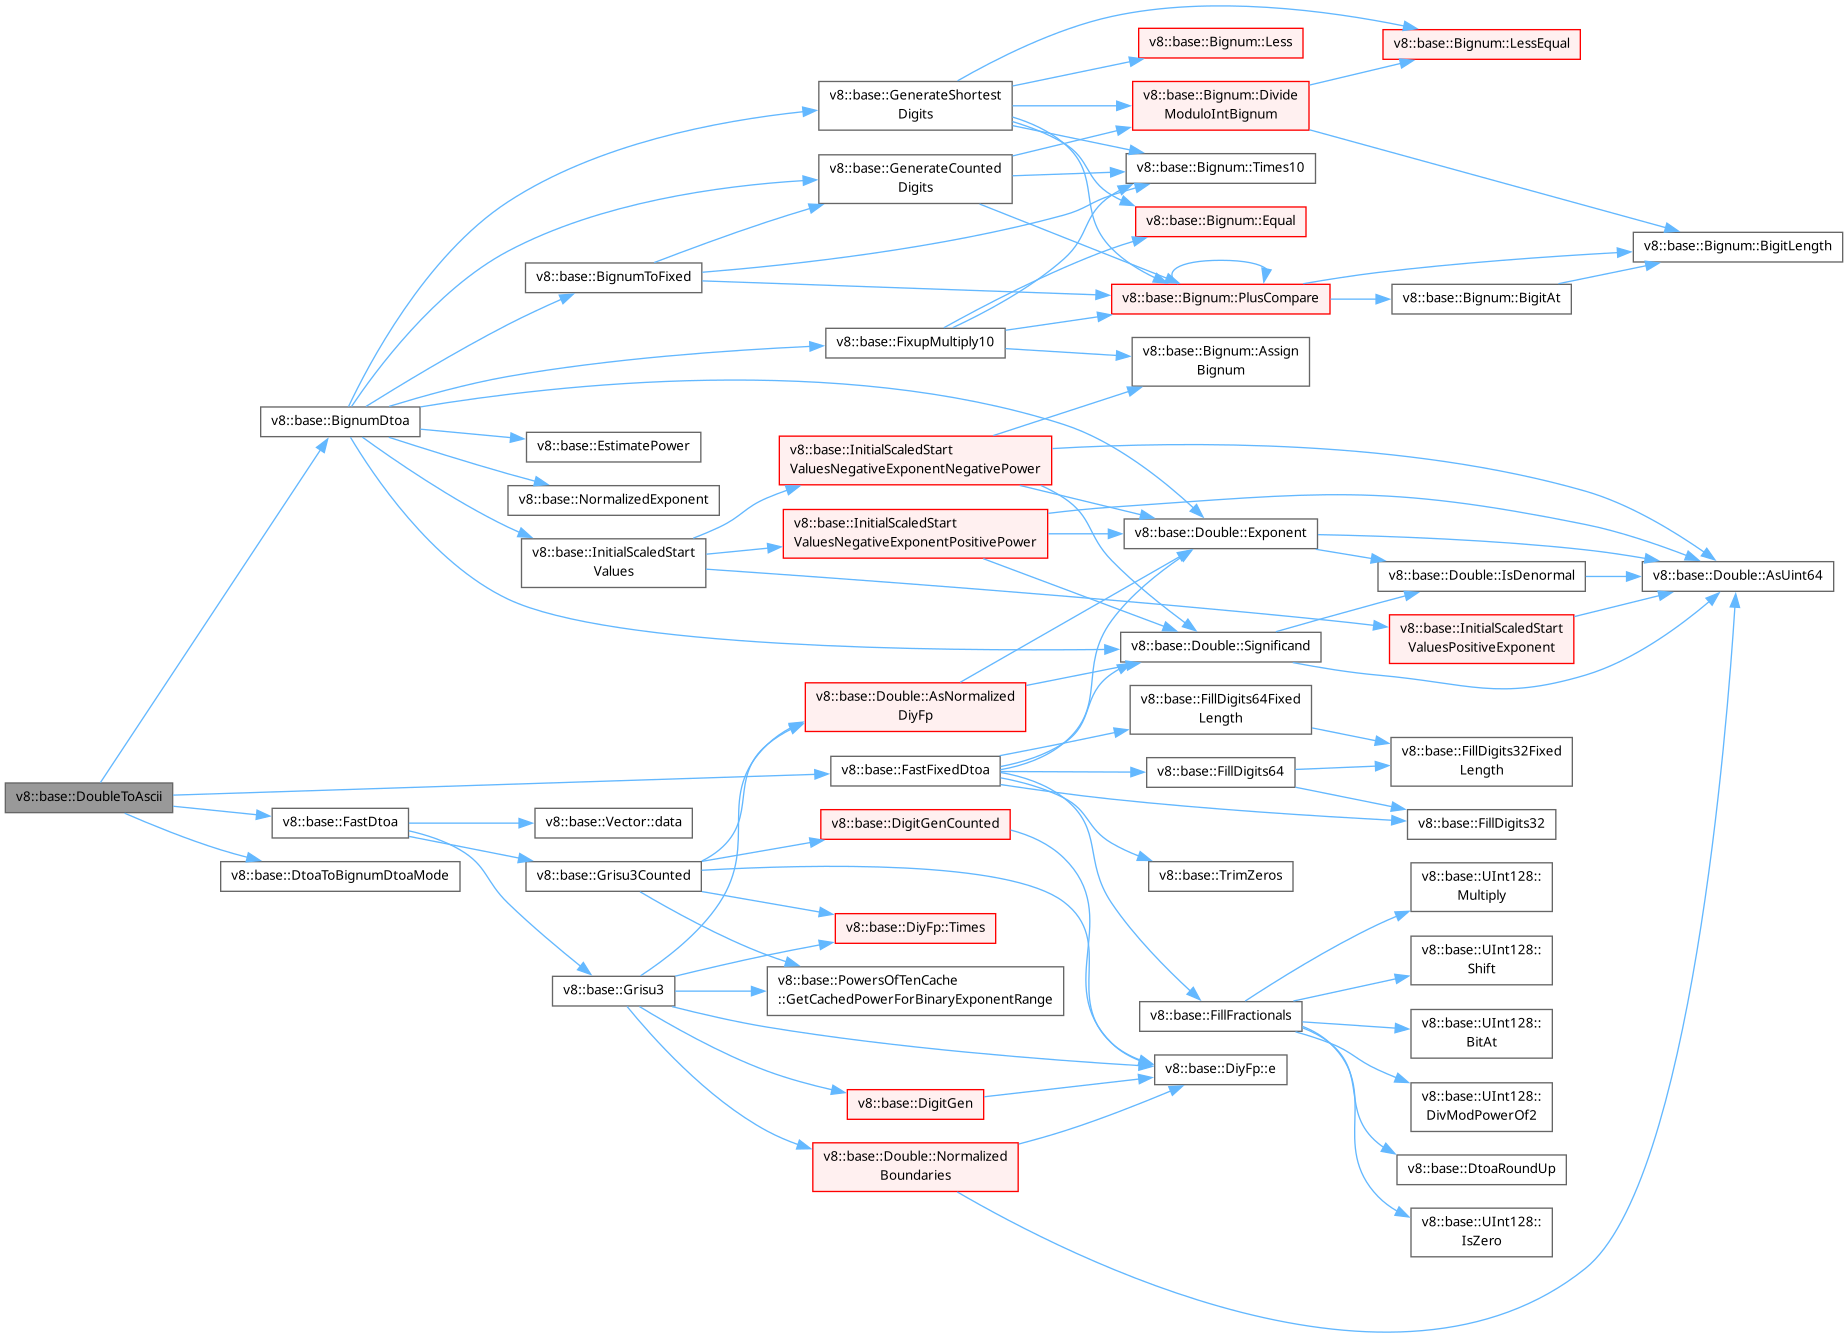 v8::base::DoubleToAscii
v8::base::BignumDtoa
v8::base::FastDtoa
v8::base::DtoaToBignumDtoaMode
v8::base::BignumToFixed
v8::base::EstimatePower
v8::base::NormalizedExponent
v8::base::InitialScaledStart
Values
v8::base::Vector::data
v8::base::Grisu3Counted
v8::base::Grisu3
v8::base::GenerateShortest
Digits
v8::base::GenerateCounted
Digits
v8::base::FixupMultiply10
v8::base::InitialScaledStart
ValuesNegativeExponentNegativePower
v8::base::InitialScaledStart
ValuesNegativeExponentPositivePower
v8::base::Double::AsNormalized
DiyFp
v8::base::FastFixedDtoa
v8::base::DigitGenCounted
v8::base::DiyFp::Times
v8::base::PowersOfTenCache
::GetCachedPowerForBinaryExponentRange
v8::base::DigitGen
v8::base::Double::Normalized
Boundaries
v8::base::Bignum::Less
v8::base::Bignum::Divide
ModuloIntBignum
v8::base::Bignum::Times10
v8::base::Bignum::Equal
v8::base::Bignum::PlusCompare
v8::base::Bignum::Assign
Bignum
v8::base::Double::Exponent
v8::base::Double::Significand
v8::base::FillDigits64Fixed
Length
v8::base::FillDigits64
v8::base::TrimZeros
v8::base::FillFractionals
v8::base::DiyFp::e
v8::base::Bignum::LessEqual
v8::base::Bignum::BigitAt
v8::base::Double::IsDenormal
v8::base::InitialScaledStart
ValuesPositiveExponent
v8::base::FillDigits32Fixed
Length
v8::base::FillDigits32
v8::base::UInt128::
Multiply
v8::base::UInt128::
Shift
v8::base::UInt128::
BitAt
v8::base::UInt128::
DivModPowerOf2
v8::base::DtoaRoundUp
v8::base::UInt128::
IsZero
v8::base::Bignum::BigitLength
v8::base::Double::AsUint64